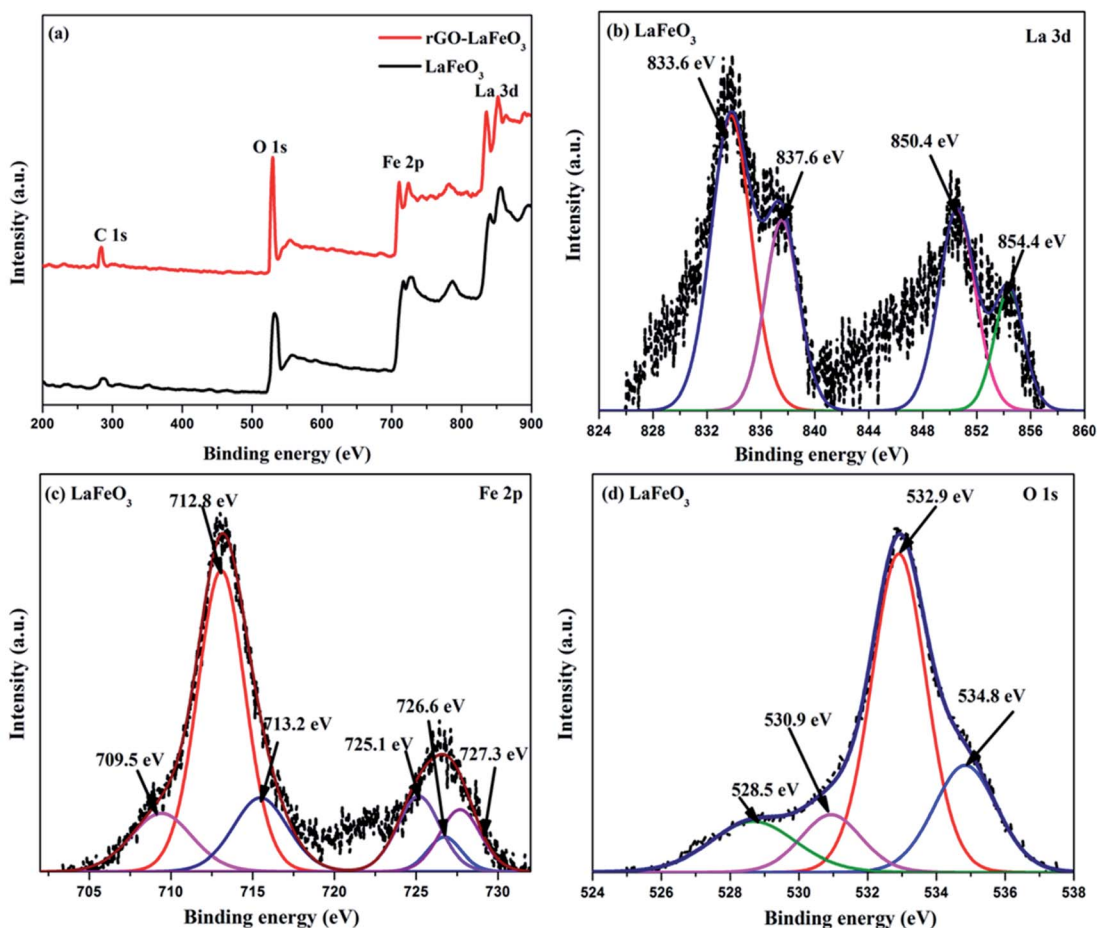 (a)
rGO-LaFeO3
LaFeO3
La 3d
O 1s
Fe 2p
C 1s
Intensity (a.u.)
200 300 400 500 600 700 800 900
Binding energy (eV)
(b) LaFeO3 La 3d
833.6 eV
837.6 eV
850.4 eV
854.4 eV
Intensity (a.u.)
824 828 832 836 840 844 848 852 856 860
Binding energy (eV)
(c) LaFeO3 Fe 2p
712.8 eV
709.5 eV
713.2 eV
725.1 eV
726.6 eV
727.3 eV
Intensity (a.u.)
705 710 715 720 725 730
Binding energy (eV)
(d) LaFeO3 O 1s
532.9 eV
534.8 eV
530.9 eV
528.5 eV
Intensity (a.u.)
524 526 528 530 532 534 536 538
Binding energy (eV)